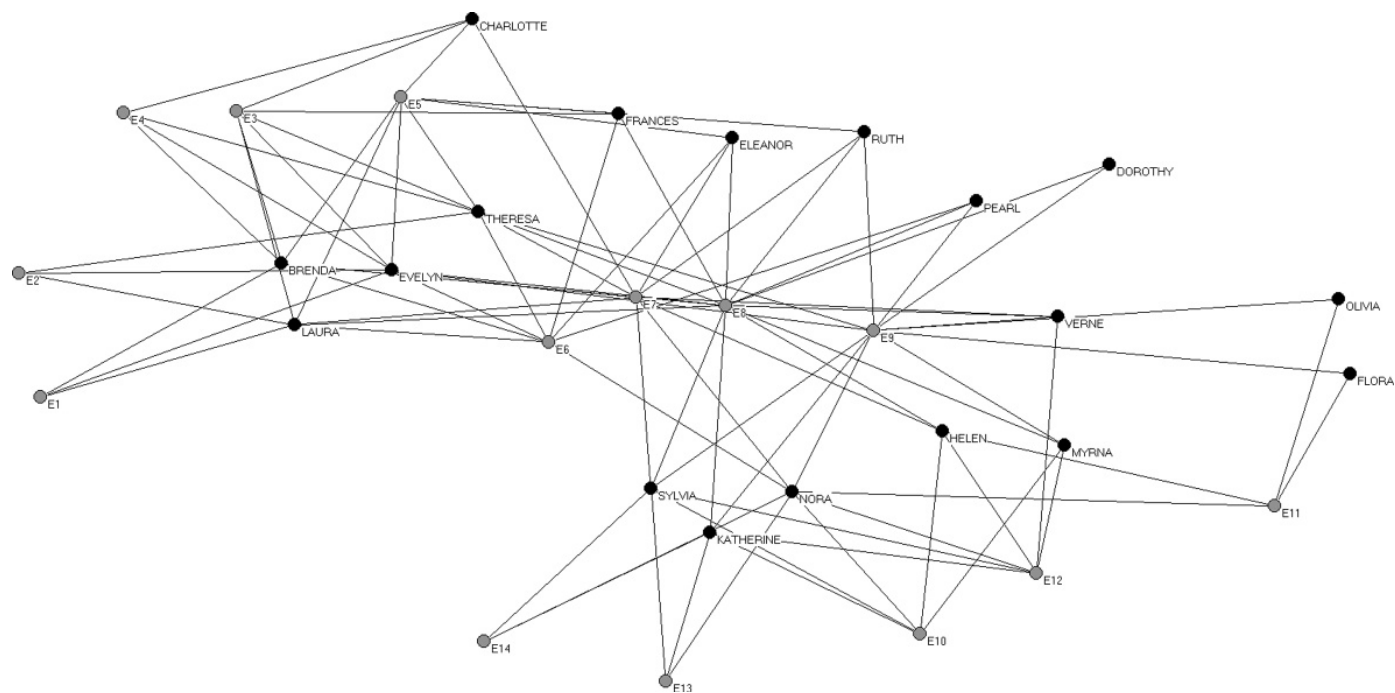 CHARLOTTE
E5
E4
E3
FRANCES
ELEANOR
RUTH
DOROTHY
PEARL
THERESA
BRENDA
EVELYN
E2
E7
E8
OLIVIA
VERNE
LAURA
E9
E6
FLORA
E1
HELEN
MYRNA
SYLVIA
NORA
E11
KATHERINE
E12
E10
E14
E13